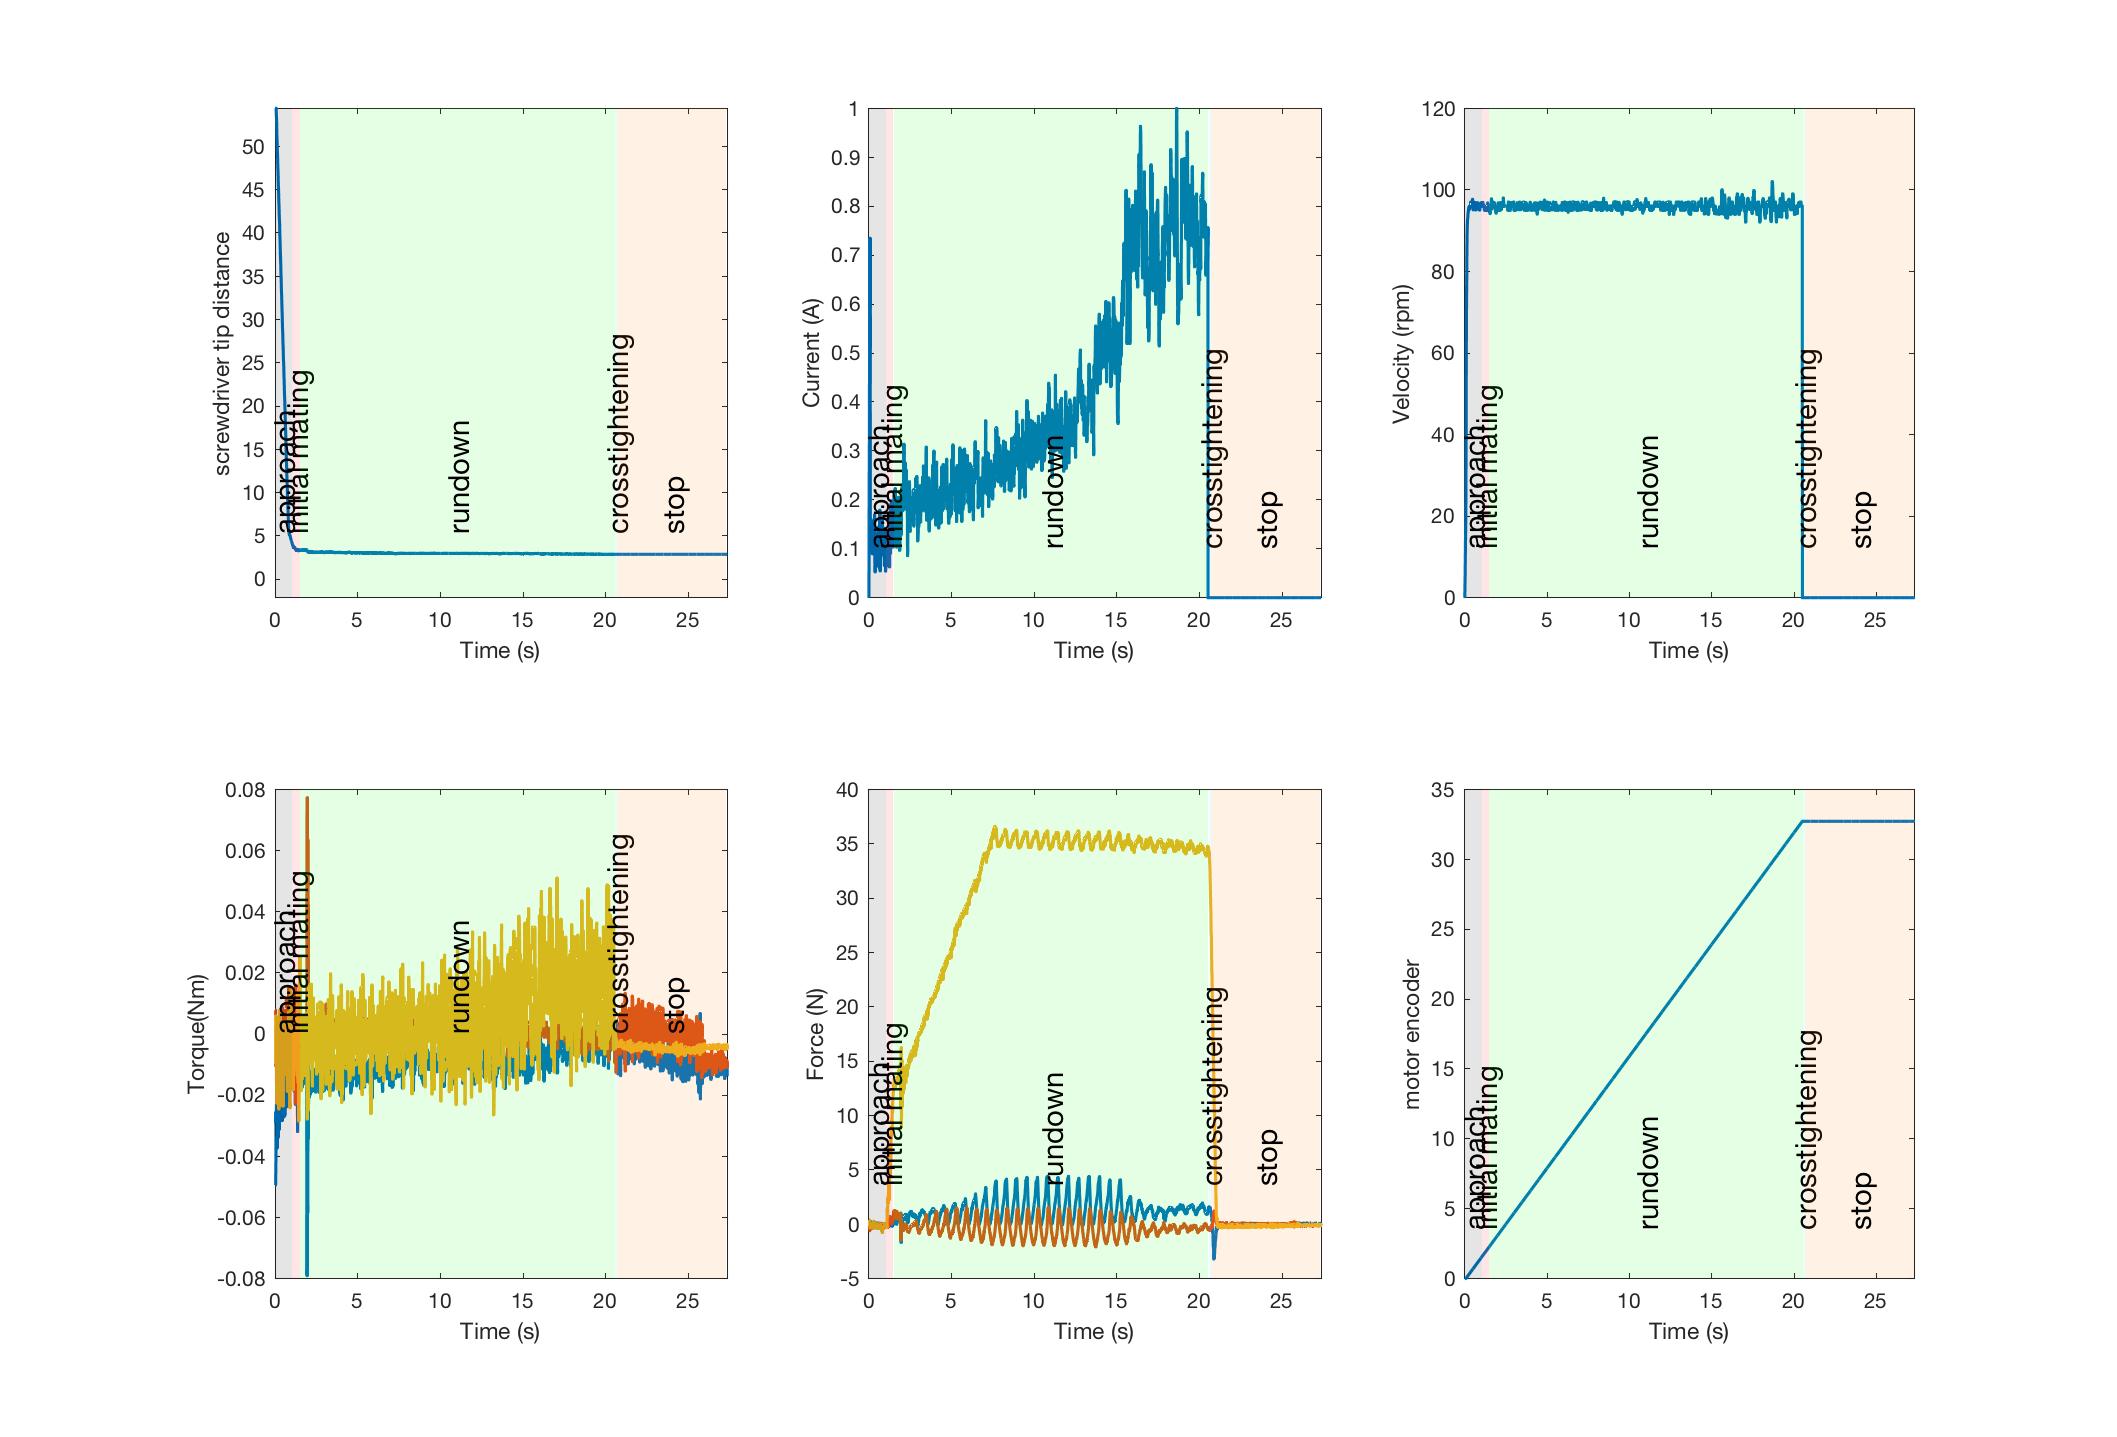 50
45
40
35
30
25
20
15
10
5
0
screwdriver tip distance
approach
initial mating
rundown
crosstightening
stop
0 5 10 15 20 25
Time (s)
1
0.9
0.8
0.7
0.6
0.5
0.4
0.3
0.2
0.1
0
Current (A)
approach
initial mating
rundown
crosstightening
stop
0 5 10 15 20 25
Time (s)
120
100
80
60
40
20
0
Velocity (rpm)
approach
initial mating
rundown
crosstightening
stop
0 5 10 15 20 25
Time (s)
0.08
0.06
0.04
0.02
0
-0.02
-0.04
-0.06
-0.08
Torque(Nm)
approach
initial mating
rundown
crosstightening
stop
0 5 10 15 20 25
Time (s)
40
35
30
25
20
15
10
5
0
-5
Force (N)
approach
initial mating
rundown
crosstightening
stop
0 5 10 15 20 25
Time (s)
35
30
25
20
15
10
5
0
motor encoder
approach
initial mating
rundown
crosstightening
stop
0 5 10 15 20 25
Time (s)